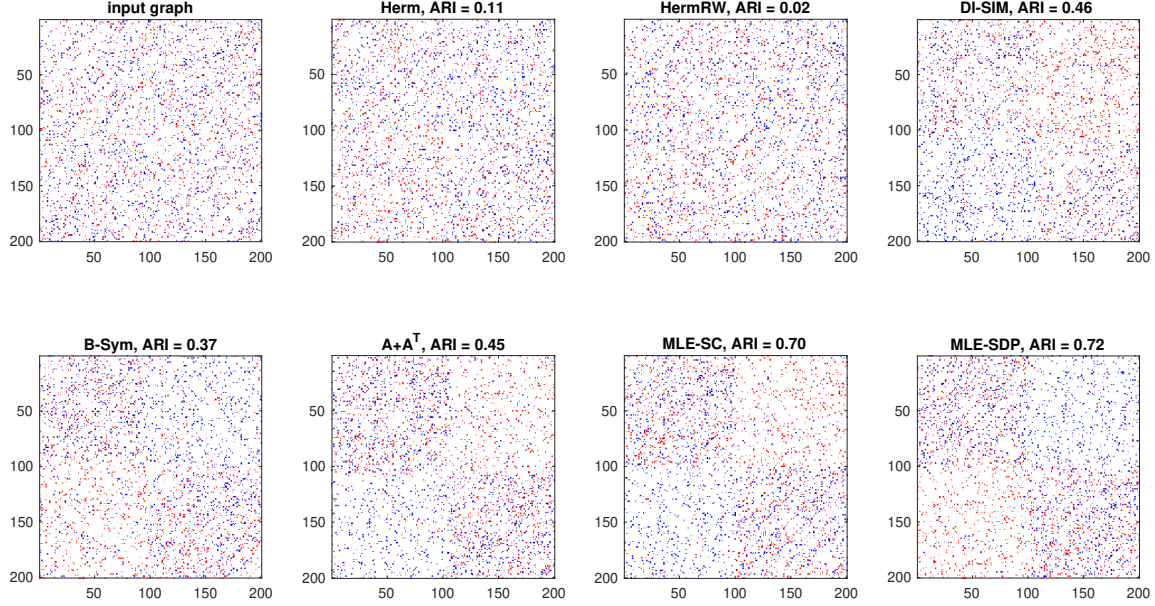 input graph
Herm, ARI = 0.11
HermRW, ARI = 0.02
DI-SIM, ARI = 0.46
50
100
150
200
50 100 150 200
50
100
150
200
50 100 150 200
50
100
150
200
50 100 150 200
50
100
150
200
50 100 150 200
B-Sym, ARI = 0.37
A+A^T, ARI = 0.45
MLE-SC, ARI = 0.70
MLE-SDP, ARI = 0.72
50
100
150
200
50 100 150 200
50
100
150
200
50 100 150 200
50
100
150
200
50 100 150 200
50
100
150
200
50 100 150 200